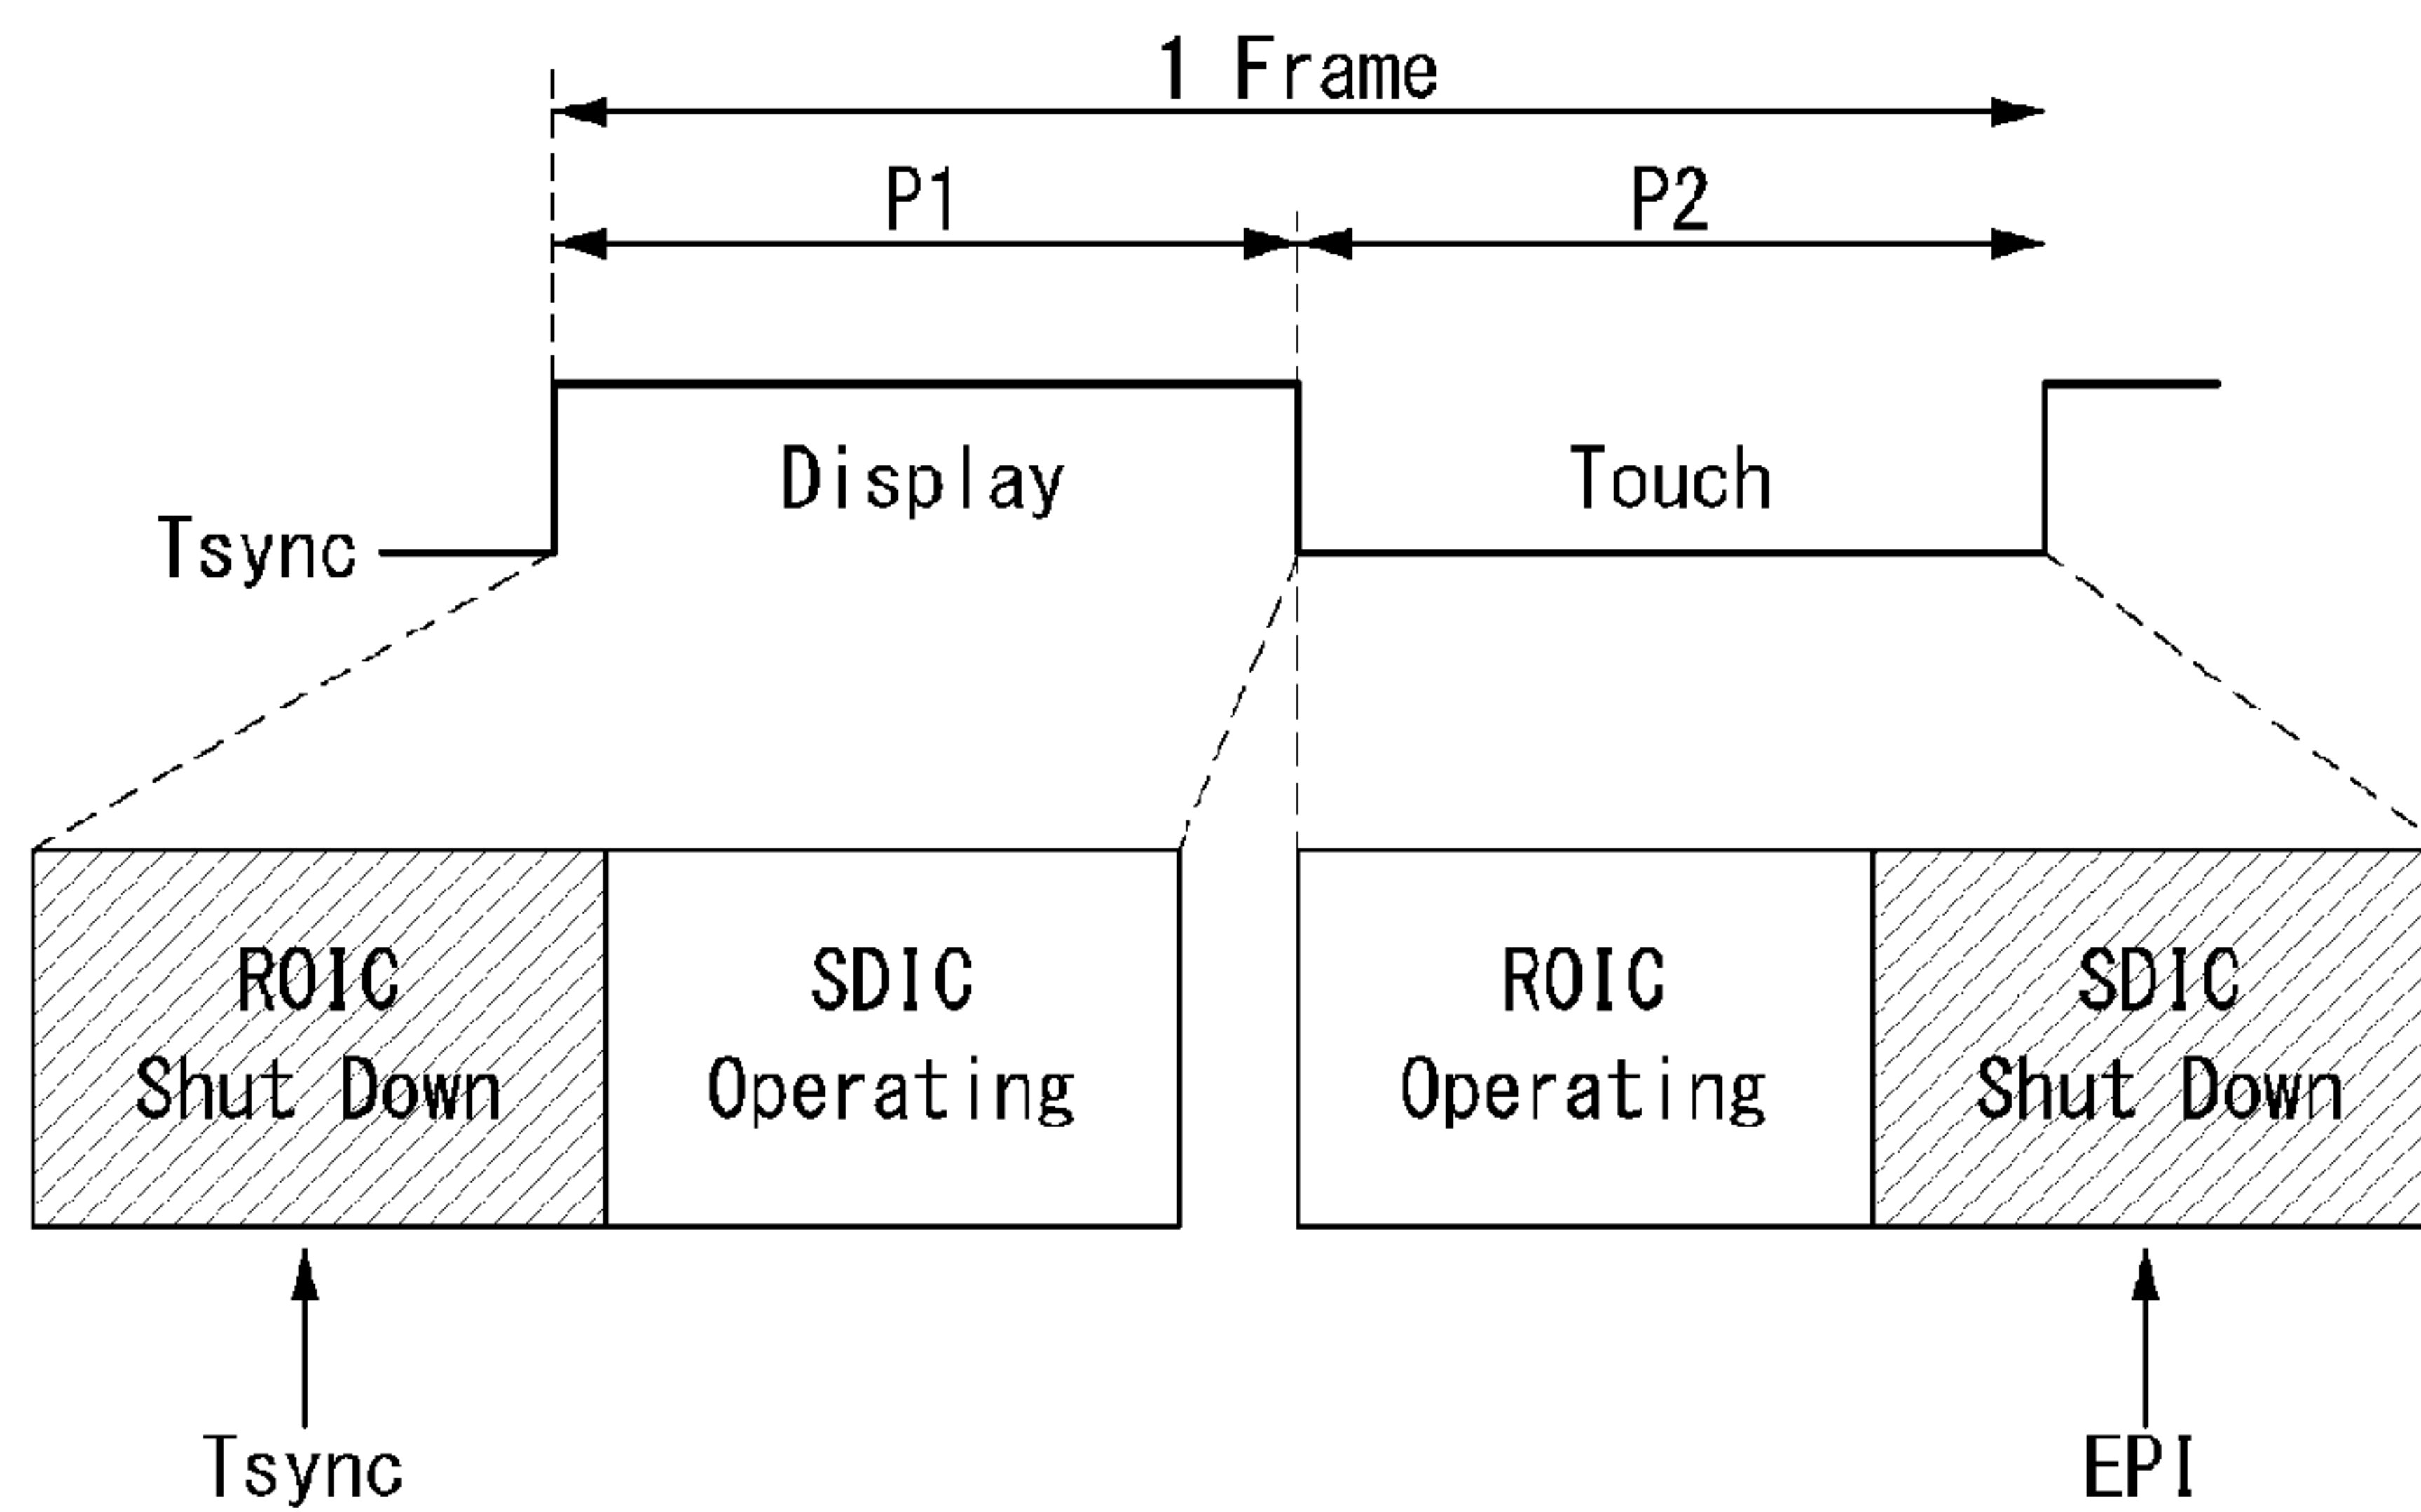 1 Frame
P1
P2
Display
Touch
Tsync
ROIC
Shut Down
SDIC
Operating
ROIC
Operating
SDIC
Shut Down
Tsync
EPI